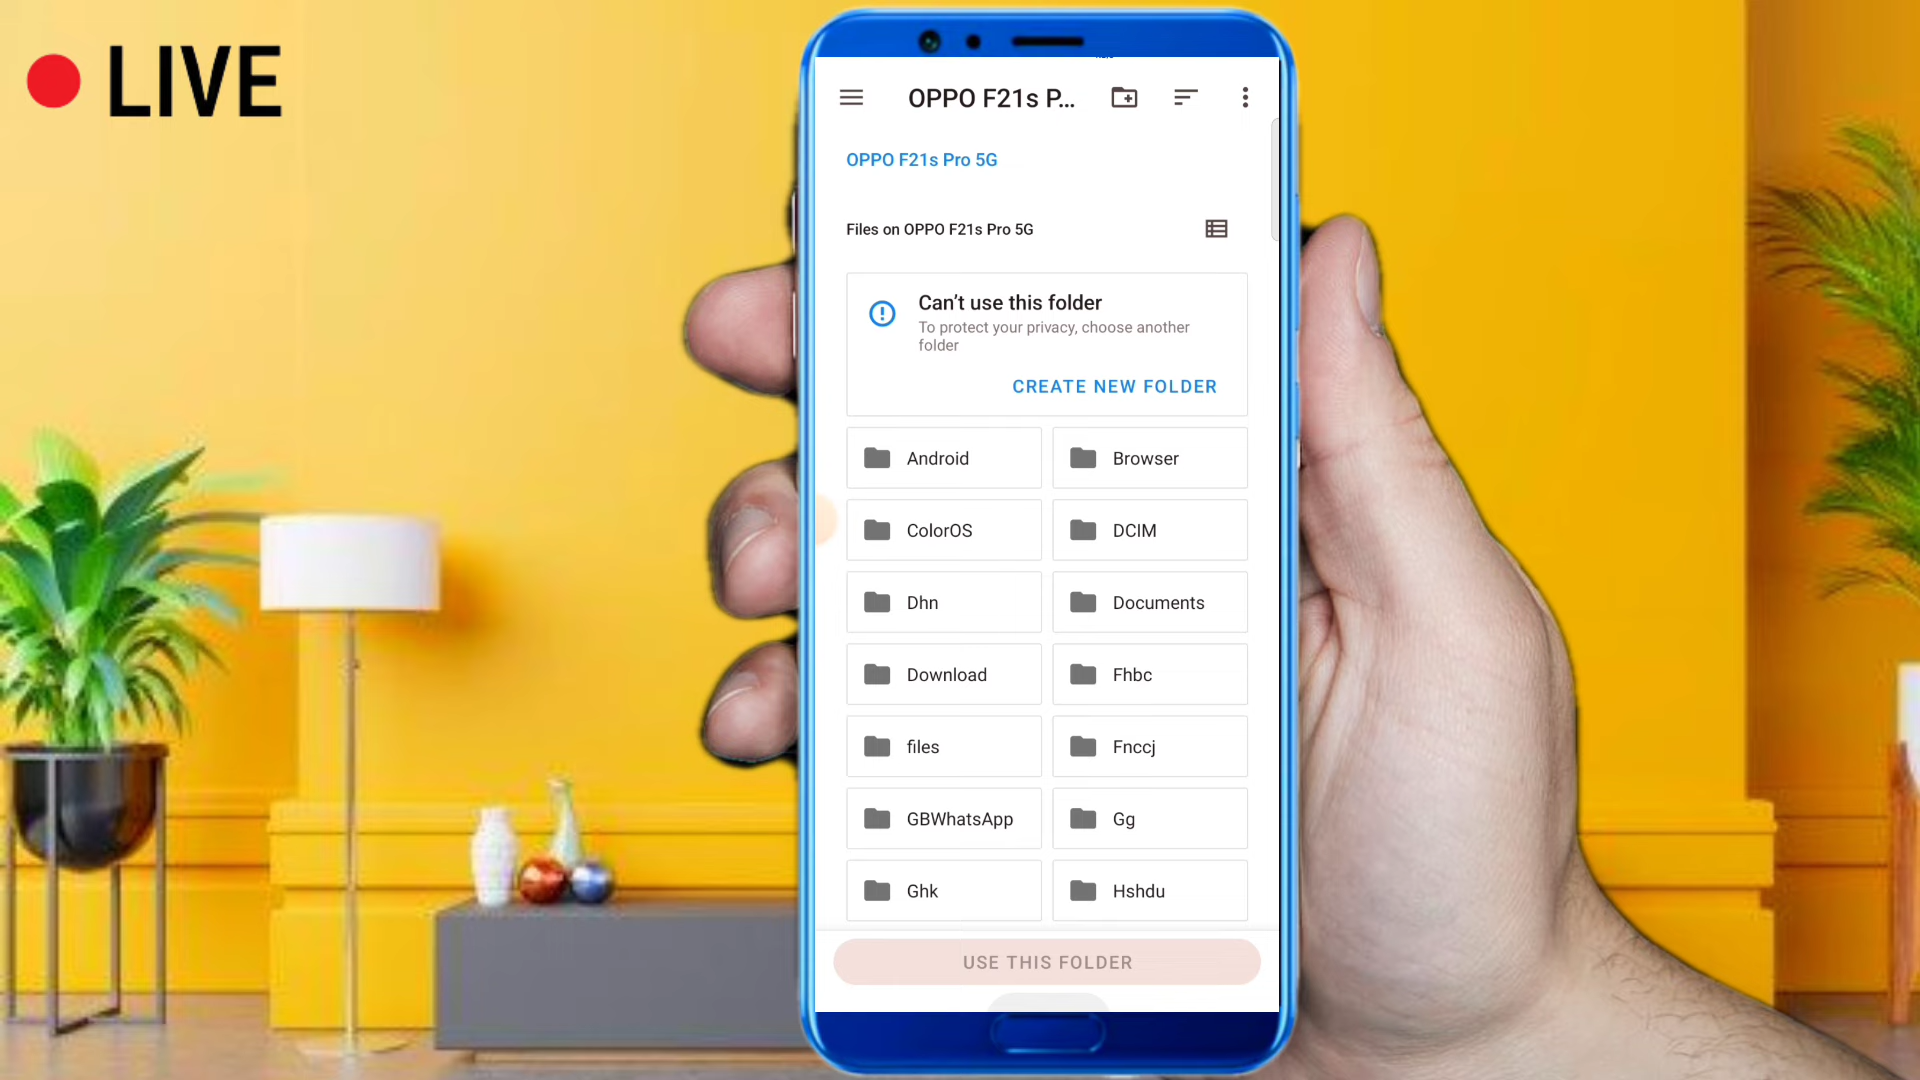 LIVE
OPPO F21s P...
OPPO F21s Pro 5G
Files on OPPO F21s Pro 5G
Can't use this folder
To protect your privacy, choose another
folder
CREATE NEW FOLDER
Android
Browser
ColorOS
DCIM
Dhn
Documents
Download
Fhbc
files
Fnccj
GBWhatsApp
Gg
Ghk
Hshdu
USE THIS FOLDER